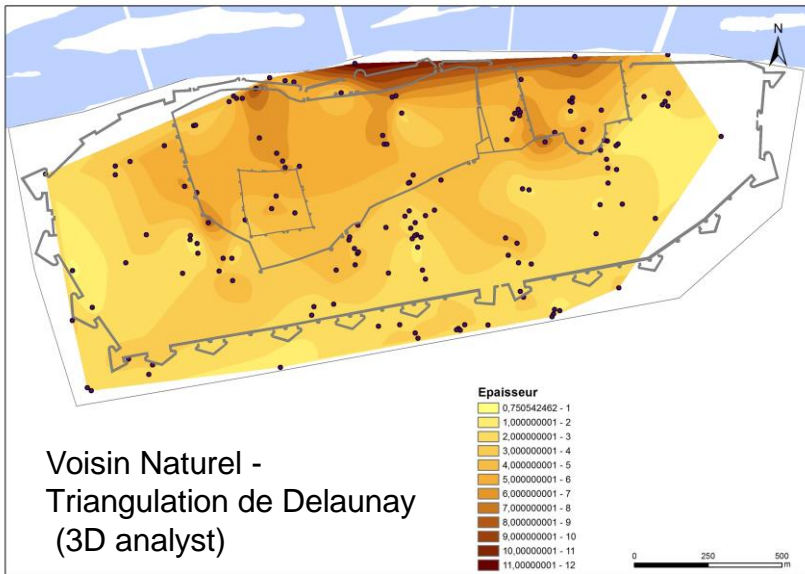 N
Epaisseur
0,750542462 - 1
1,000000001 - 2
2,000000001 - 3
3,000000001 - 4
4,000000001 - 5
5,000000001 - 6
6,000000001 - 7
7,000000001 - 8
8,000000001 - 9
9,000000001 - 10
10,00000001 - 11
11,00000001 - 12
Voisin Naturel -
Triangulation de Delaunay
(3D analyst)
0 250 500
m